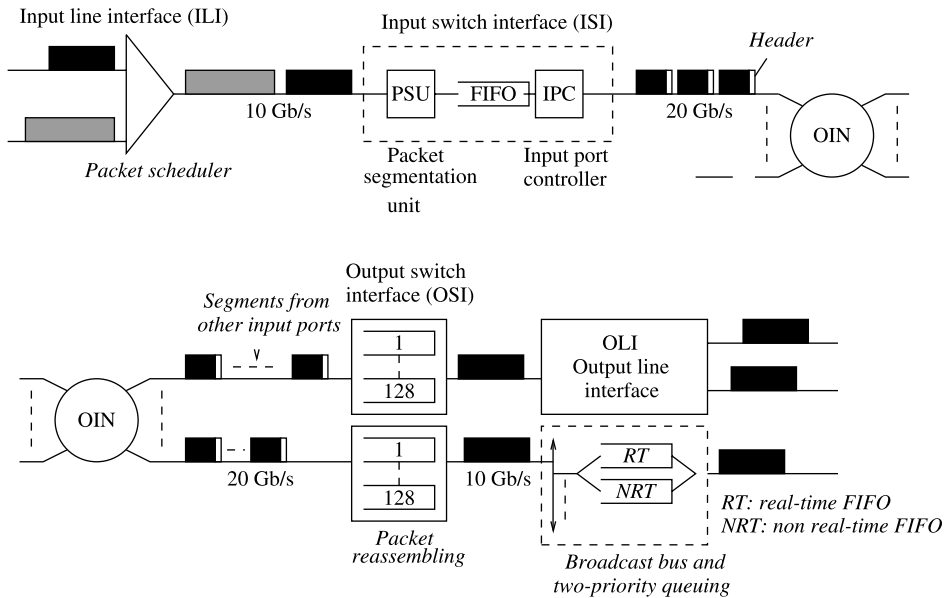 Input line interface (ILI)
Input switch interface (ISI)
Header
PSU
FIFO
IPC
10 Gb/s
20 Gb/s
OIN
Packet scheduler
Packet
segmentation
unit
Input port
controller
Output switch
interface (OSI)
Segments from
other input ports
1
128
OLI
Output line
interface
OIN
1
128
20 Gb/s
10 Gb/s
RT
NRT
RT: real-time FIFO
NRT: non real-time FIFO
Packet
reassembling
Broadcast bus and
two-priority queuing